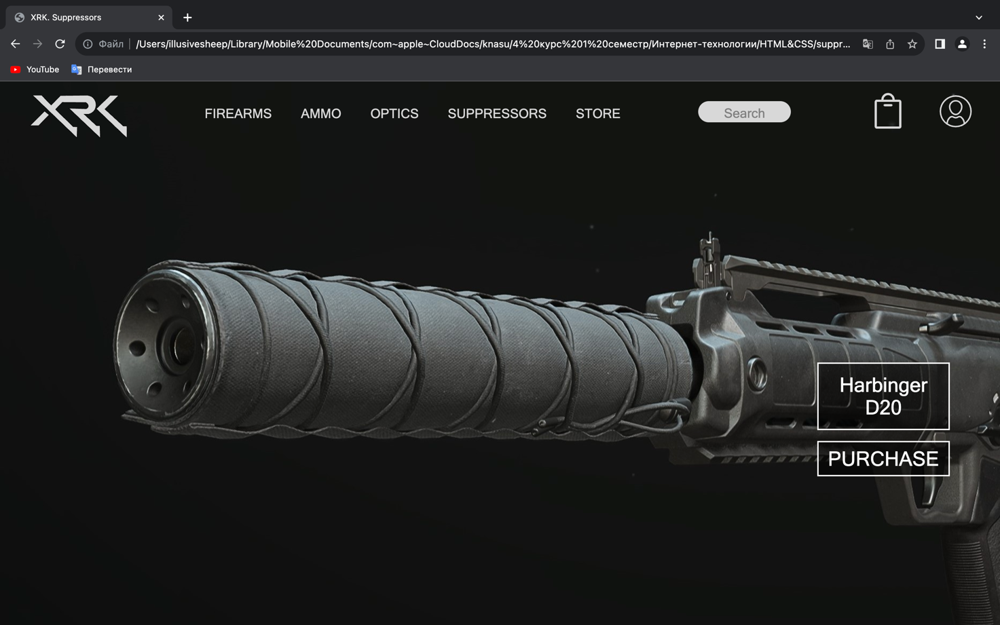 XRK. Suppressors
Файл
/Users/illusivesheep/Library/Mobile%20Documents/com~apple~CloudDocs/knasu/4%20курс%201%20семестр/Интернет-технологии/HTML&CSS/suppr...
YouTube
Перевести
XRK
FIREARMS
AMMO
OPTICS
SUPPRESSORS
STORE
Search
Harbinger
D20
PURCHASE